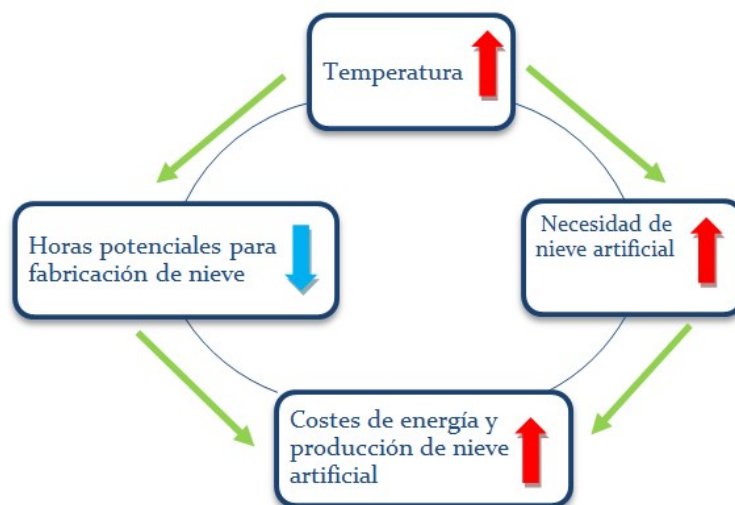 Temperatura
Horas potenciales para
fabricación de nieve
Necesidad de
nieve artificial
Costes de energía y
producción de nieve
artificial